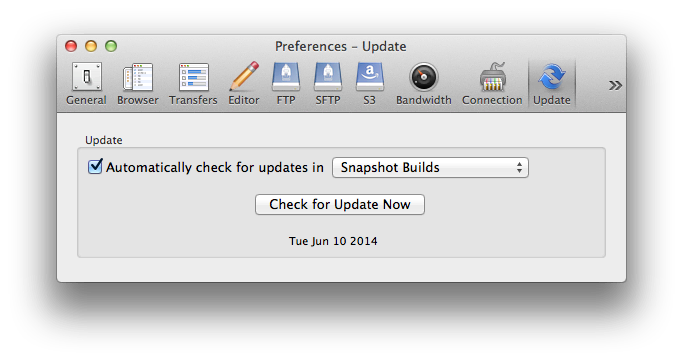 Preferences – Update
General Browser Transfers Editor FTP SFTP S3 Bandwidth Connection Update »
Update
Automatically check for updates in Snapshot Builds
Check for Update Now
Tue Jun 10 2014